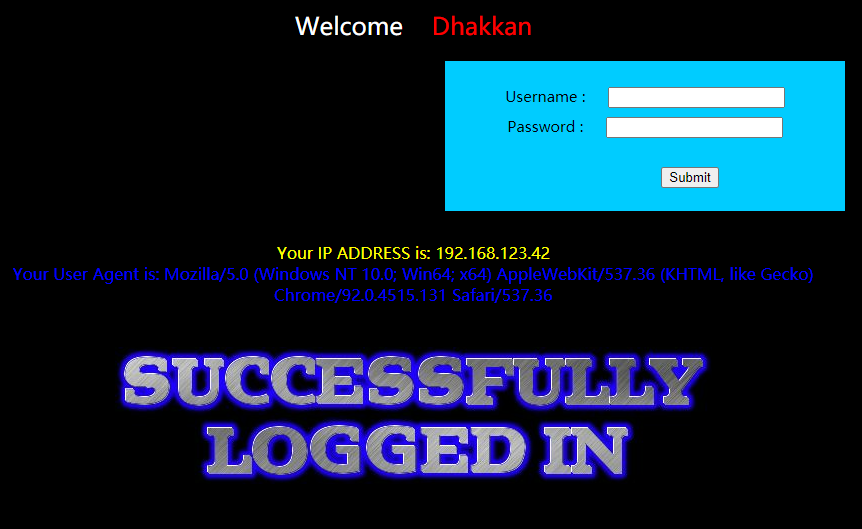 Welcome Dhakkan
Username :
Password :
Submit
Your IP ADDRESS is: 192.168.123.42
Your User Agent is: Mozilla/5.0 (Windows NT 10.0; Win64; x64) AppleWebKit/537.36 (KHTML, like Gecko)
Chrome/92.0.4515.131 Safari/537.36
SUCCESSFULLY
LOGGED IN